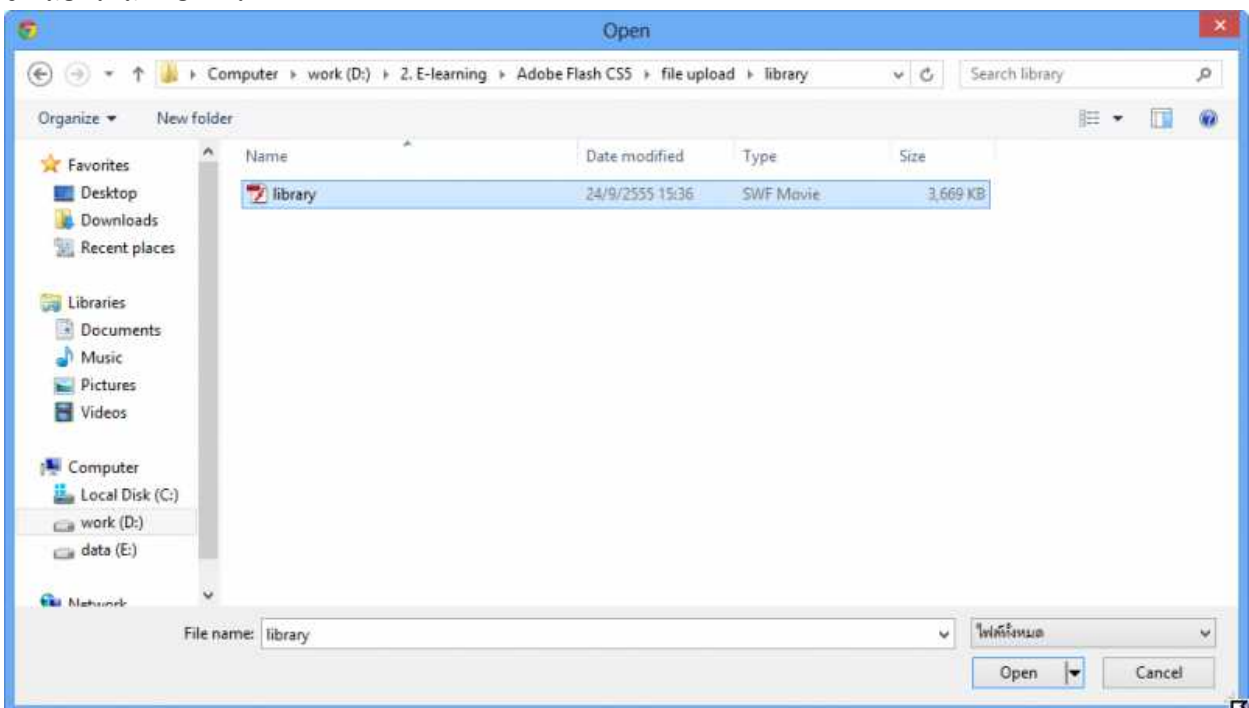 Open
Computer work (D:) 2. E-learning Adobe Flash CS5 file upload library Search library
Organize New folder
Name Date modified Type Size
library 24/9/2555 15:36 SWF Movie 3,669 KB
Favorites
Desktop
Downloads
Recent places
Libraries
Documents
Music
Pictures
Videos
Computer
Local Disk (C:)
work (D:)
data (E:)
Network
File name: library ไฟล์ทั้งหมด
Open Cancel